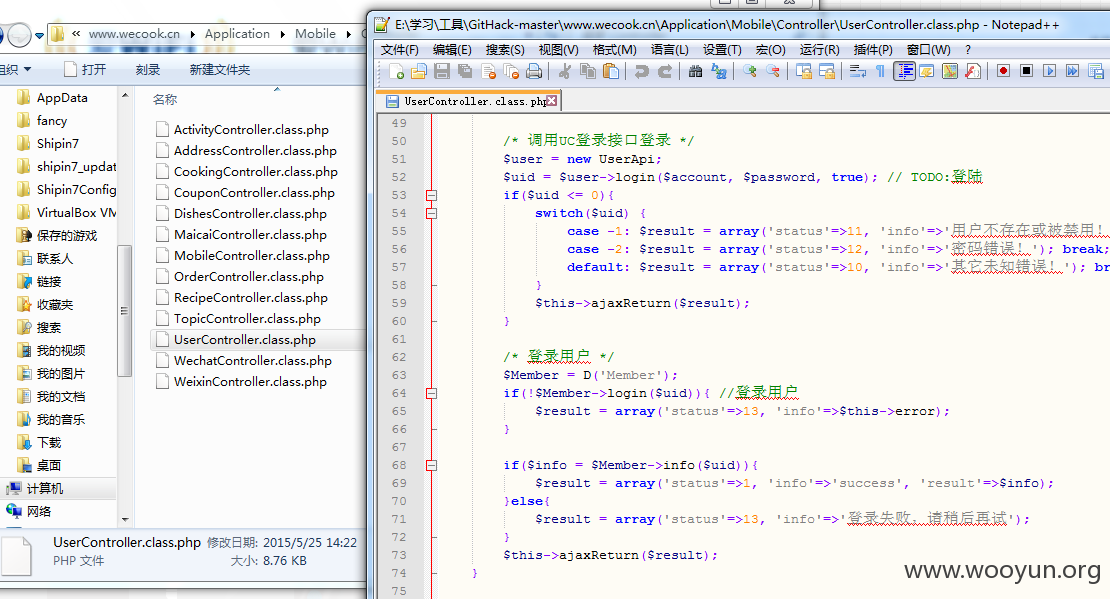 E:\学习\工具\GitHack-master\www.wecook.cn\Application\Mobile\Controller\UserController.class.php - Notepad++
« www.wecook.cn ▸ Application ▸ Mobile ▸
文件(F) 编辑(E) 搜索(S) 视图(V) 格式(M) 语言(L) 设置(T) 宏(O) 运行(R) 插件(P) 窗口(W) ?
组织 ▼ 打开 刻录 新建文件夹
AppData
fancy
Shipin7
shipin7_updat
Shipin7Config
VirtualBox VM
保存的游戏
联系人
链接
收藏夹
搜索
我的视频
我的图片
我的文档
我的音乐
下载
桌面
计算机
网络
名称
ActivityController.class.php
AddressController.class.php
CookingController.class.php
CouponController.class.php
DishesController.class.php
MaicaiController.class.php
MobileController.class.php
OrderController.class.php
RecipeController.class.php
TopicController.class.php
UserController.class.php
WechatController.class.php
WeixinController.class.php
UserController.class.php 修改日期: 2015/5/25 14:22
PHP 文件 大小: 8.76 KB
UserController.class.php
49
50 /* 调用UC登录接口登录 */
51 $user = new UserApi;
52 $uid = $user->login($account, $password, true); // TODO:登陆
53 if($uid <= 0){
54 switch($uid) {
55 case -1: $result = array('status'=>11, 'info'=>'用户不存在或被禁用!
56 case -2: $result = array('status'=>12, 'info'=>'密码错误!'); break;
57 default: $result = array('status'=>10, 'info'=>'其它未知错误!'); br
58 }
59 $this->ajaxReturn($result);
60 }
61
62 /* 登录用户 */
63 $Member = D('Member');
64 if(!$Member->login($uid)){ //登录用户
65 $result = array('status'=>13, 'info'=>$this->error);
66 }
67
68 if($info = $Member->info($uid)){
69 $result = array('status'=>1, 'info'=>'success', 'result'=>$info);
70 }else{
71 $result = array('status'=>13, 'info'=>'登录失败，请稍后再试');
72 }
73 $this->ajaxReturn($result);
74 }
75
www.wooyun.org